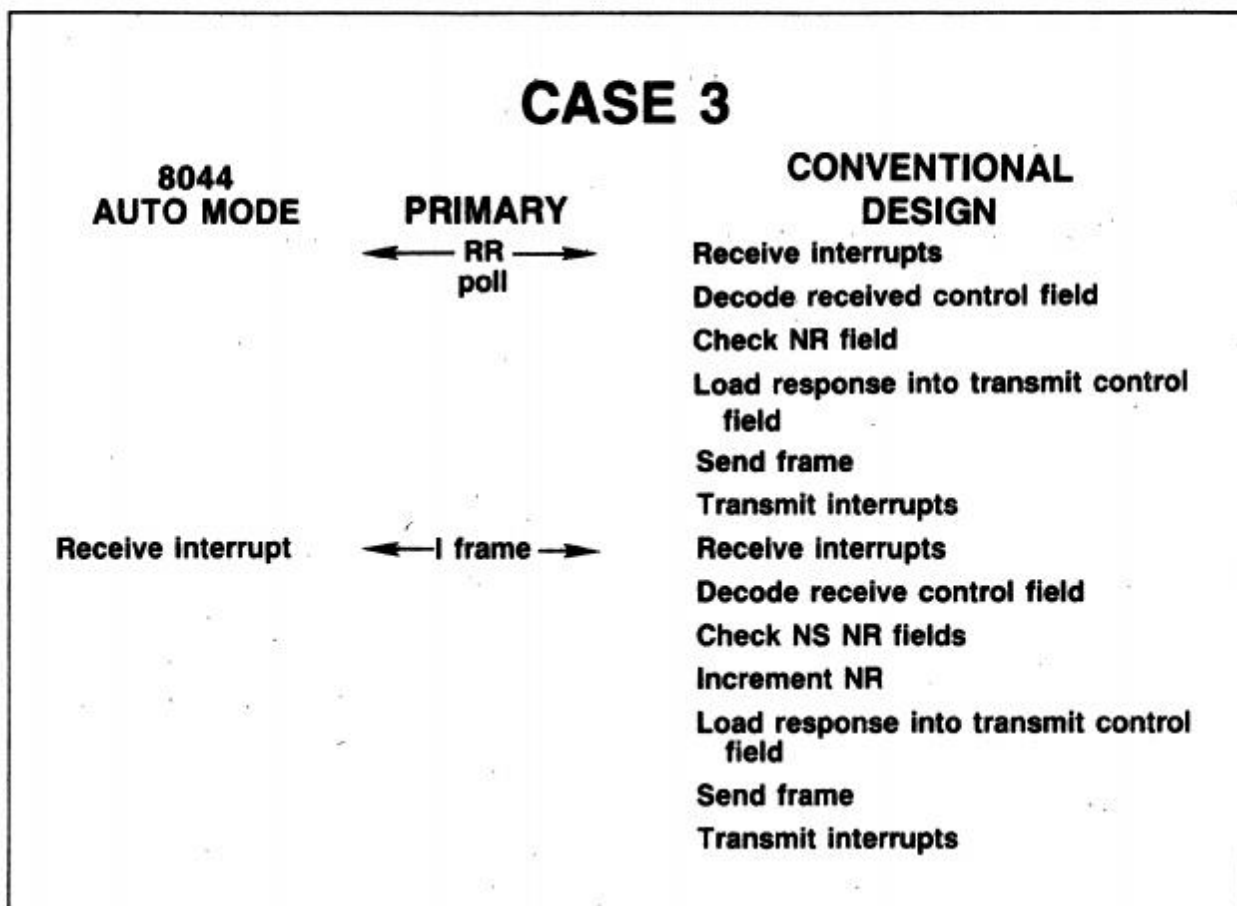 CASE 3
8044
AUTO MODE
PRIMARY
CONVENTIONAL
DESIGN
RR
poll
Receive interrupts
Decode received control field
Check NR field
Load response into transmit control
field
Send frame
Transmit interrupts
Receive interrupt
I frame
Receive interrupts
Decode receive control field
Check NS NR fields
Increment NR
Load response into transmit control
field
Send frame
Transmit interrupts